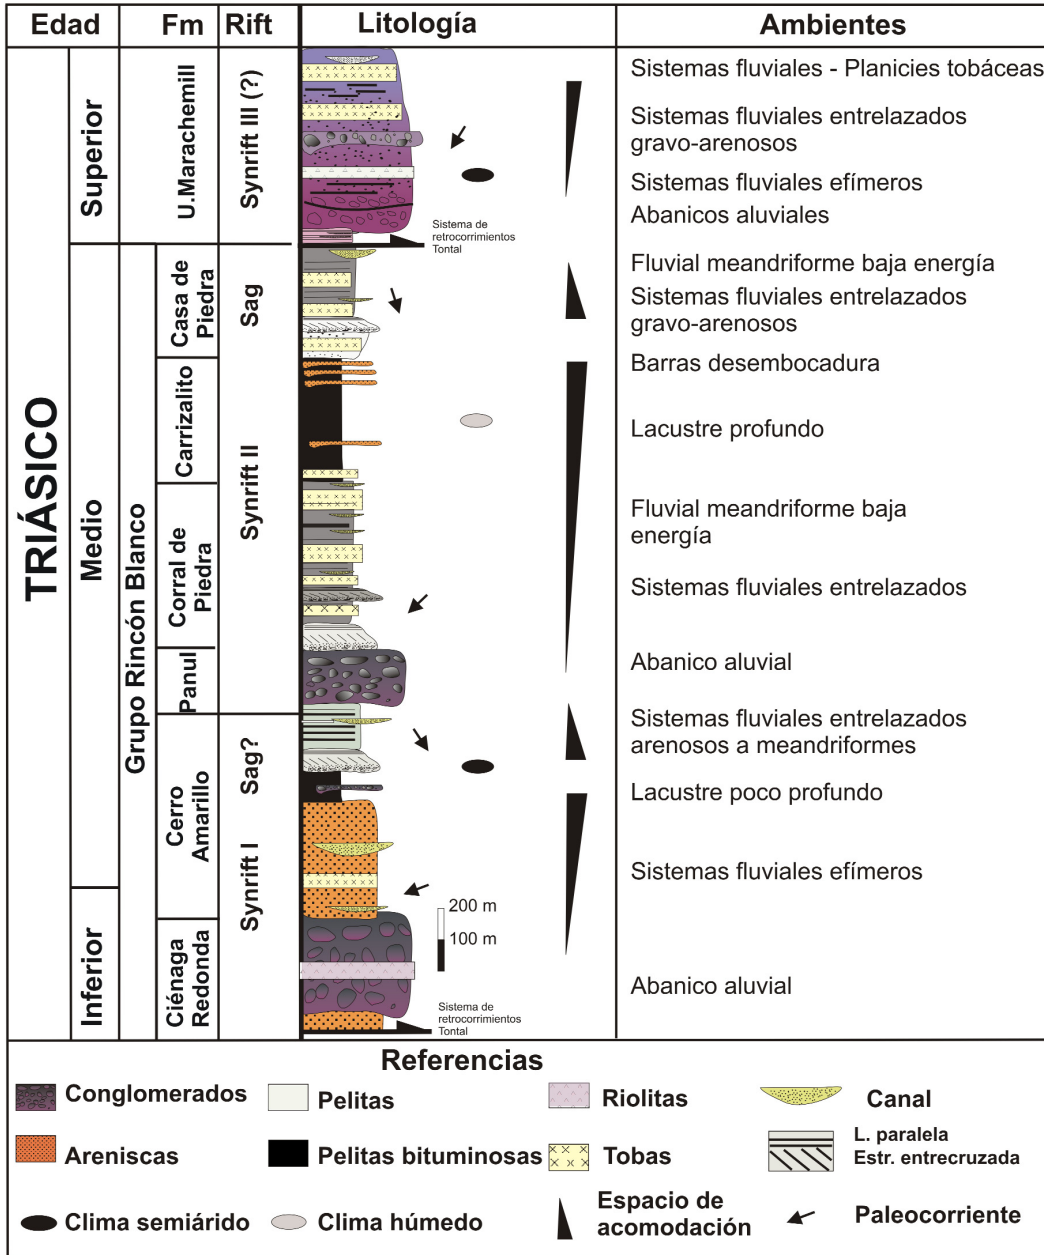 Edad
Fm
Rift
Litología
Ambientes
TRIÁSICO
Superior
Medio
Inferior
Grupo Rincón Blanco
U.Marachemill
Casa de
Piedra
Carrizalito
Corral de
Piedra
Panul
Cerro
Amarillo
Ciénaga
Redonda
Synrift III (?)
Sag
Synrift II
Sag?
Synrift I
Sistema de
retrocorrimientos
Tontal
200 m
100 m
Sistema de
retrocorrimientos
Tontal
Sistemas fluviales - Planicies tobáceas
Sistemas fluviales entrelazados
gravo-arenosos
Sistemas fluviales efímeros
Abanicos aluviales
Fluvial meandriforme baja energía
Sistemas fluviales entrelazados
gravo-arenosos
Barras desembocadura
Lacustre profundo
Fluvial meandriforme baja
energía
Sistemas fluviales entrelazados
Abanico aluvial
Sistemas fluviales entrelazados
arenosos a meandriformes
Lacustre poco profundo
Sistemas fluviales efímeros
Abanico aluvial
Referencias
Conglomerados
Pelitas
Riolitas
Canal
Areniscas
Pelitas bituminosas
Tobas
L. paralela
Estr. entrecruzada
Clima semiárido
Clima húmedo
Espacio de
acomodación
Paleocorriente